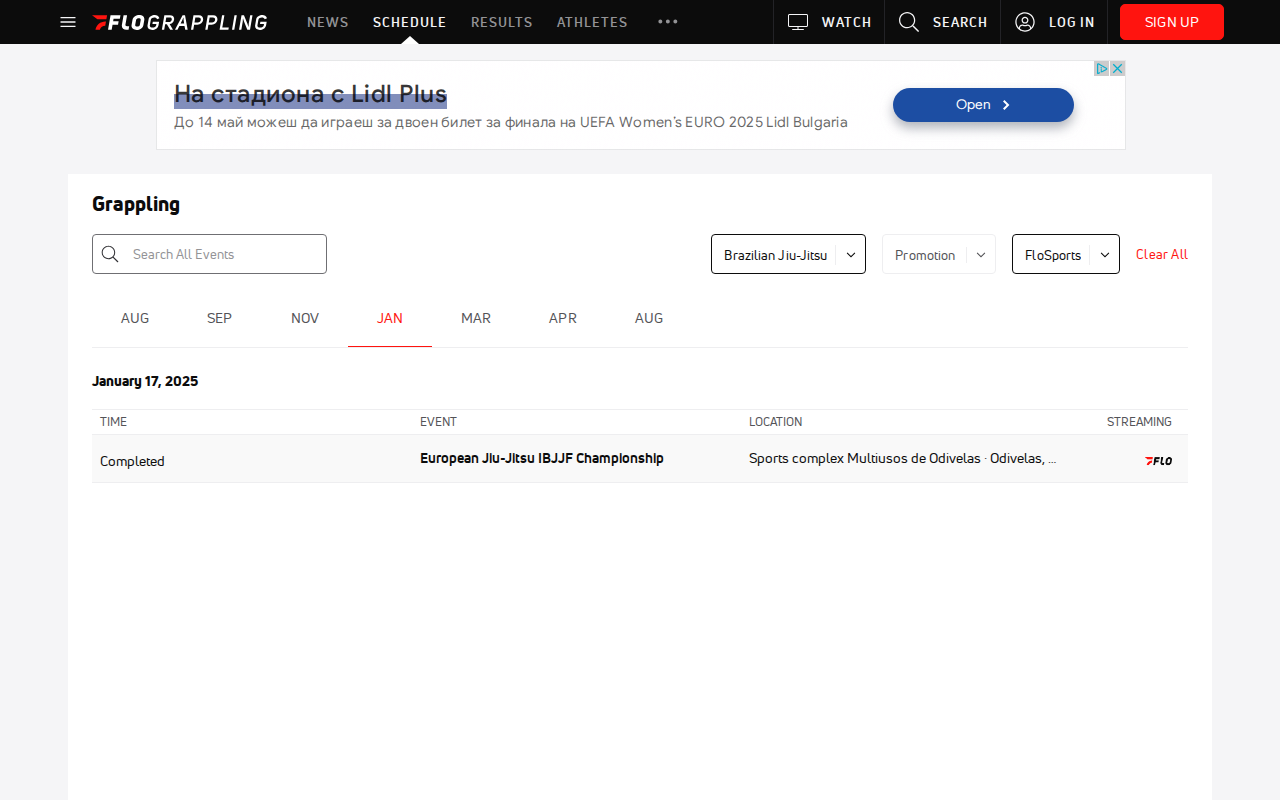 FLOGRAPPLING NEWS SCHEDULE RESULTS ATHLETES WATCH SEARCH LOG IN SIGN UP
На стадиона с Lidl Plus
До 14 май можеш да играеш за двоен билет за финала на UEFA Women's EURO 2025 Lidl Bulgaria
Open
Grappling
Search All Events Brazilian Jiu-Jitsu Promotion FloSports Clear All
AUG SEP NOV JAN MAR APR AUG
January 17, 2025
TIME EVENT LOCATION STREAMING
Completed European Jiu-Jitsu IBJJF Championship Sports complex Multiusos de Odivelas · Odivelas, ... FLO